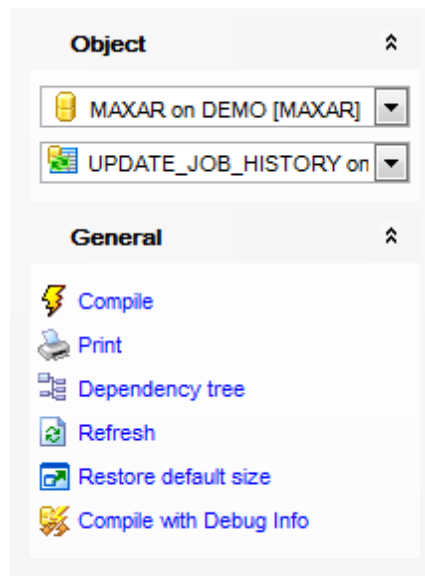 Object
MAXAR on DEMO [MAXAR]
UPDATE_JOB_HISTORY on
General
Compile
Print
Dependency tree
Refresh
Restore default size
Compile with Debug Info